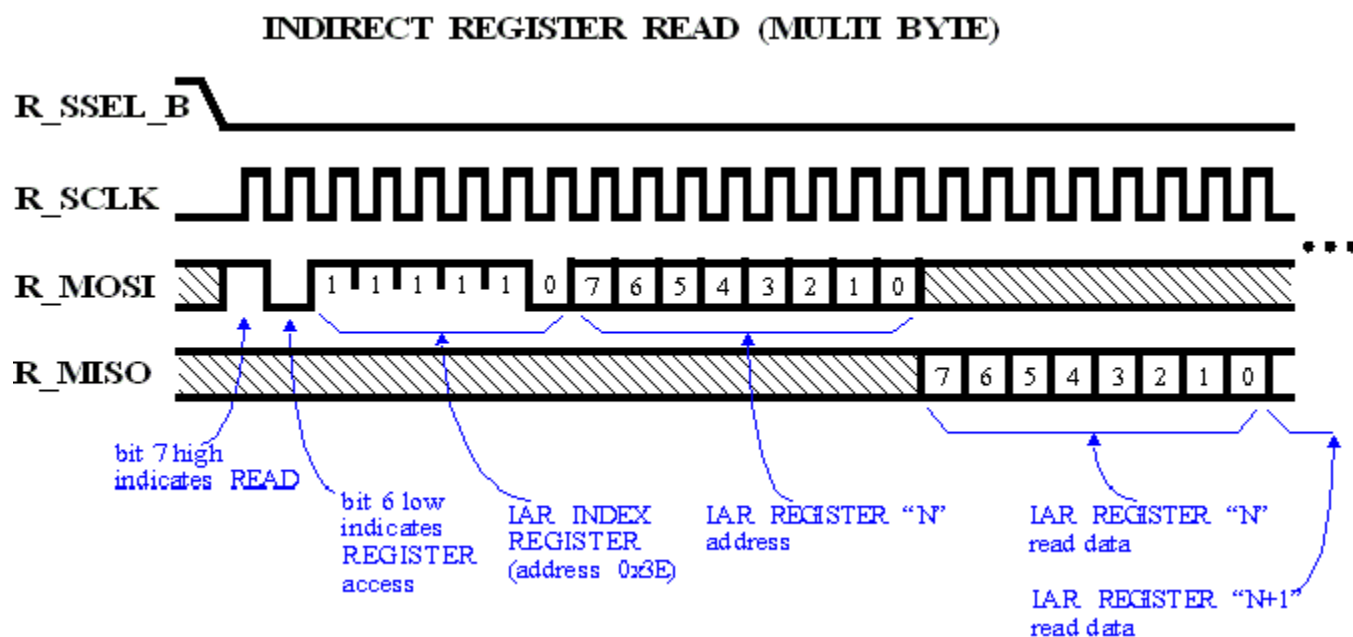 INDIRECT REGISTER READ (MULTI BYTE)
R_SSEL_B
R_SCLK
R_MOSI
1 1 1 1 1 0 7 6 5 4 3 2 1 0
R_MISO
7 6 5 4 3 2 1 0
bit 7 high
indicates READ
bit 6 low
indicates
REGISTER
access
IAR INDEX
REGISTER
(address 0x3E)
IAR REGISTER “N”
address
IAR REGISTER “N”
read data
IAR REGISTER “N+1”
read data